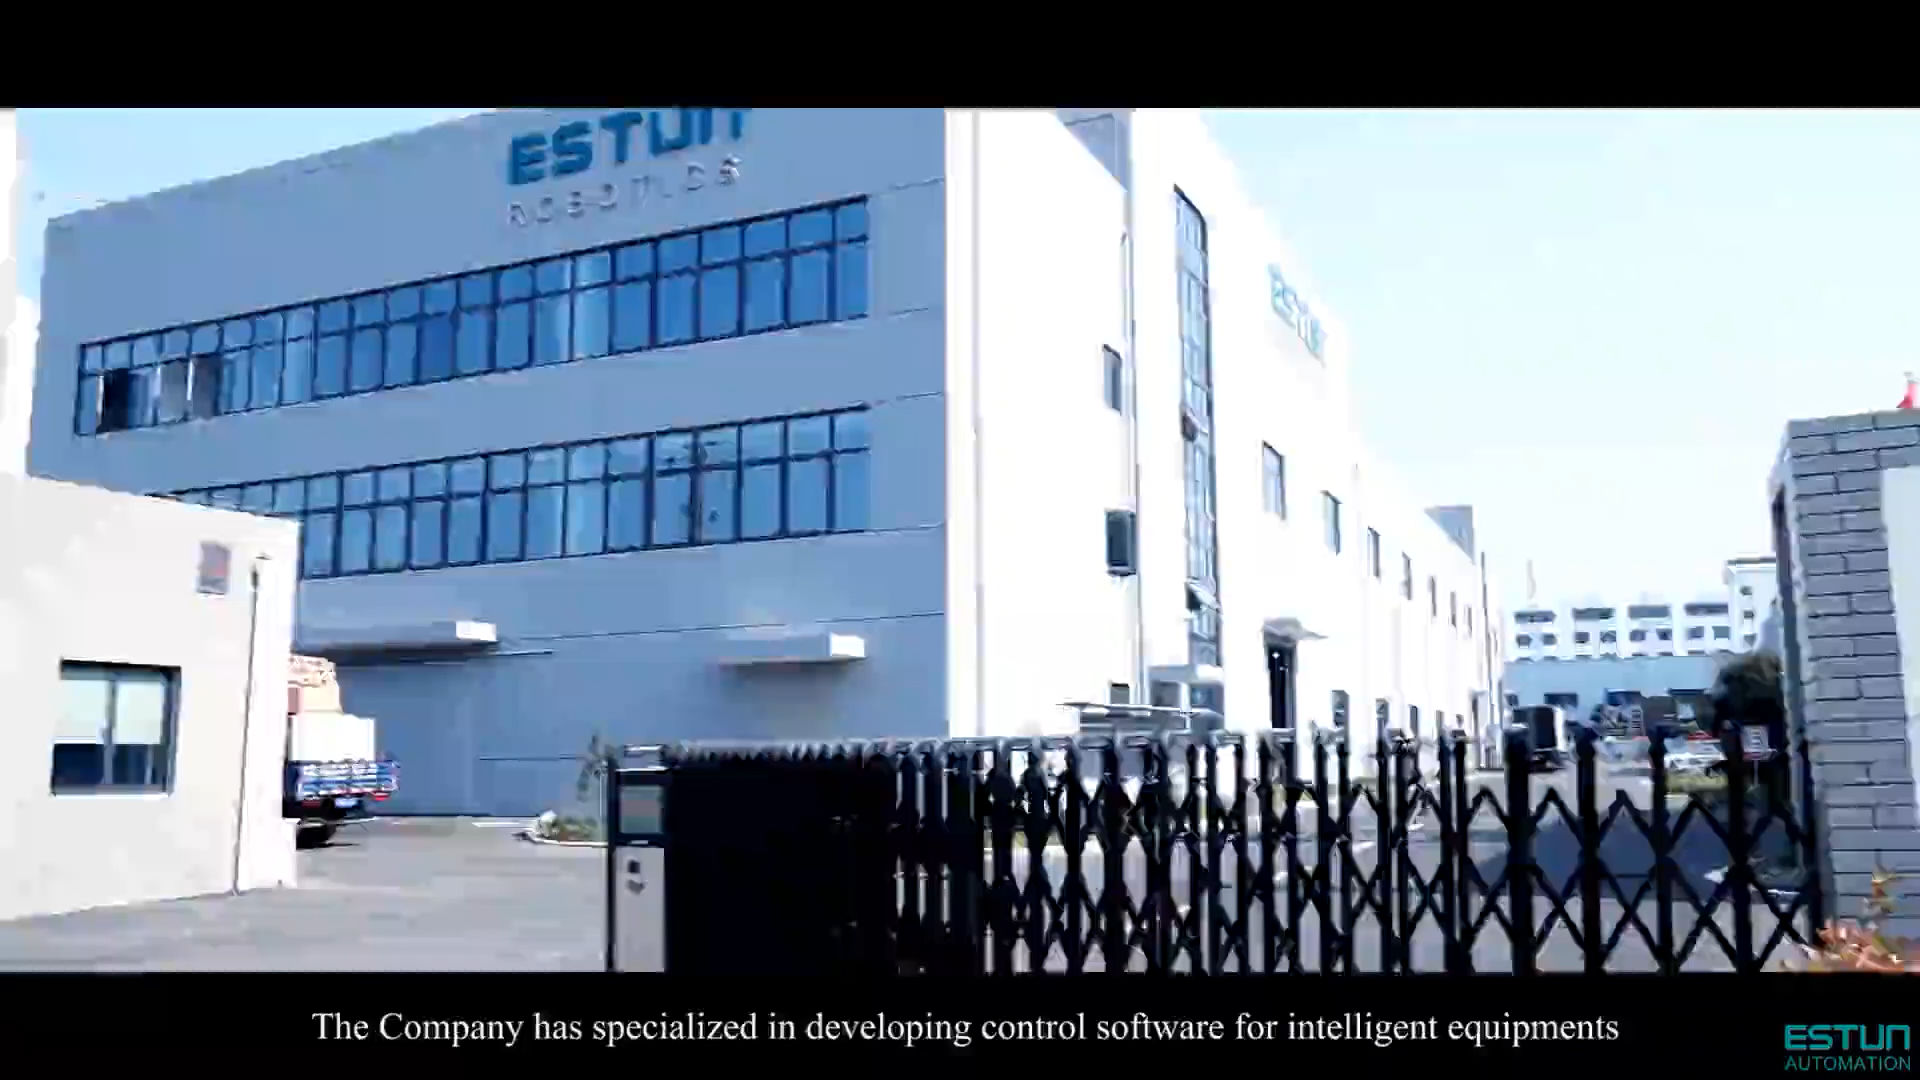 ESTUN
ROBOTICS
ESTUN
The Company has specialized in developing control software for intelligent equipments
ESTUN
AUTOMATION